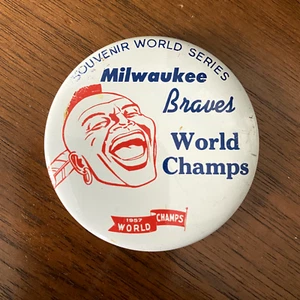 SOUVENIR WORLD SERIES
Milwaukee
Braves
World
Champs
1957 CHAMPS
WORLD